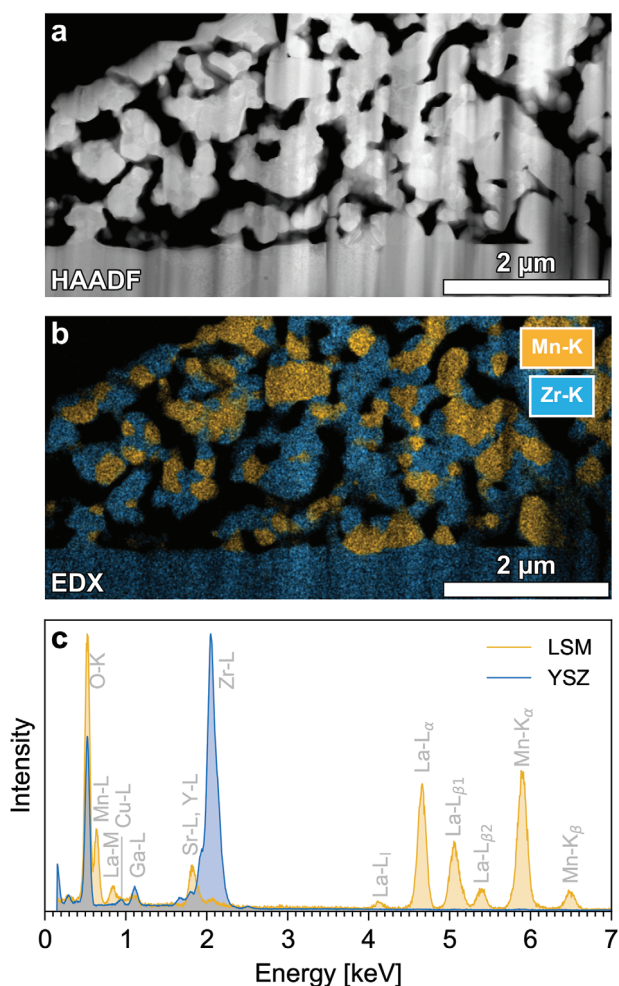 a
HAADF
2 µm
b
Mn-K
Zr-K
EDX
2 µm
c
LSM
YSZ
O-K
Mn-L
La-M
Cu-L
Ga-L
Sr-L, Y-L
Zr-L
La-Ll
La-Lα
La-Lβ1
La-Lβ2
Mn-Kα
Mn-Kβ
Intensity
0 1 2 3 4 5 6 7
Energy [keV]